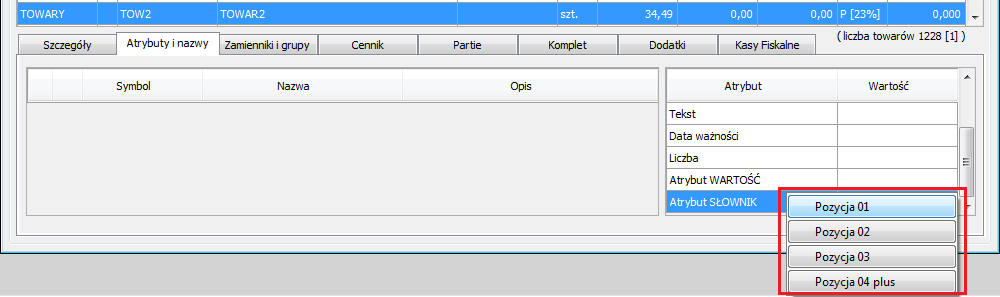 TOWARY TOW2 TOWAR2 szt. 34,49 0,00 0,00 P [23%] 0,000
Szczegóły Atrybuty i nazwy Zamienniki i grupy Cennik Partie Komplet Dodatki Kasy Fiskalne ( liczba towarów 1228 [1] )
Symbol Nazwa Opis Atrybut Wartość
Tekst
Data ważności
Liczba
Atrybut WARTOŚĆ
Atrybut SŁOWNIK Pozycja 01
Pozycja 02
Pozycja 03
Pozycja 04 plus